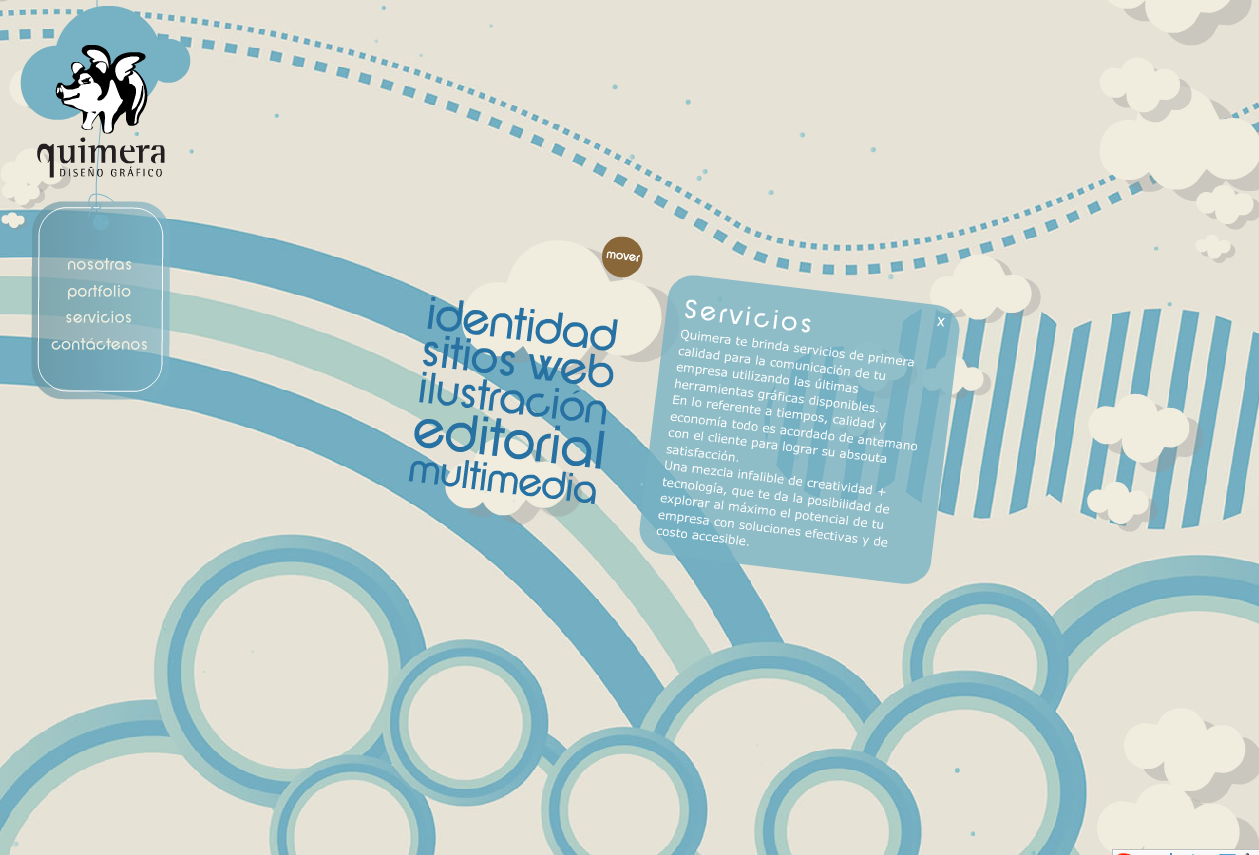 quimera
DISEÑO GRÁFICO
nosotras
portfolio
servicios
contáctenos
mover
identidad
sitios web
ilustración
editorial
multimedia
Servicios
x
Quimera te brinda servicios de primera
calidad para la comunicación de tu
empresa utilizando las últimas
herramientas gráficas disponibles.
En lo referente a tiempos, calidad y
economía todo es acordado de antemano
con el cliente para lograr su absouta
satisfacción.
Una mezcla infalible de creatividad +
tecnología, que te da la posibilidad de
explorar al máximo el potencial de tu
empresa con soluciones efectivas y de
costo accesible.